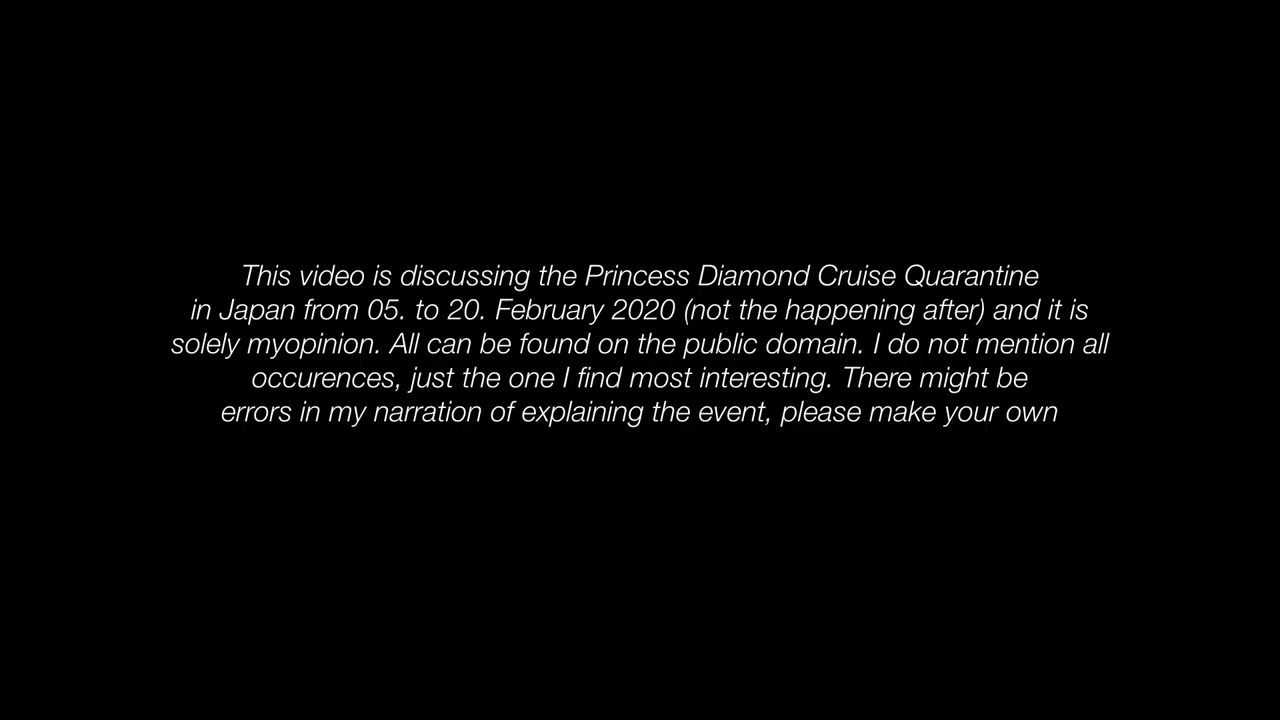 This video is discussing the Princess Diamond Cruise Quarantine
in Japan from 05. to 20. February 2020 (not the happening after) and it is
solely myopinion. All can be found on the public domain. I do not mention all
occurences, just the one I find most interesting. There might be
errors in my narration of explaining the event, please make your own